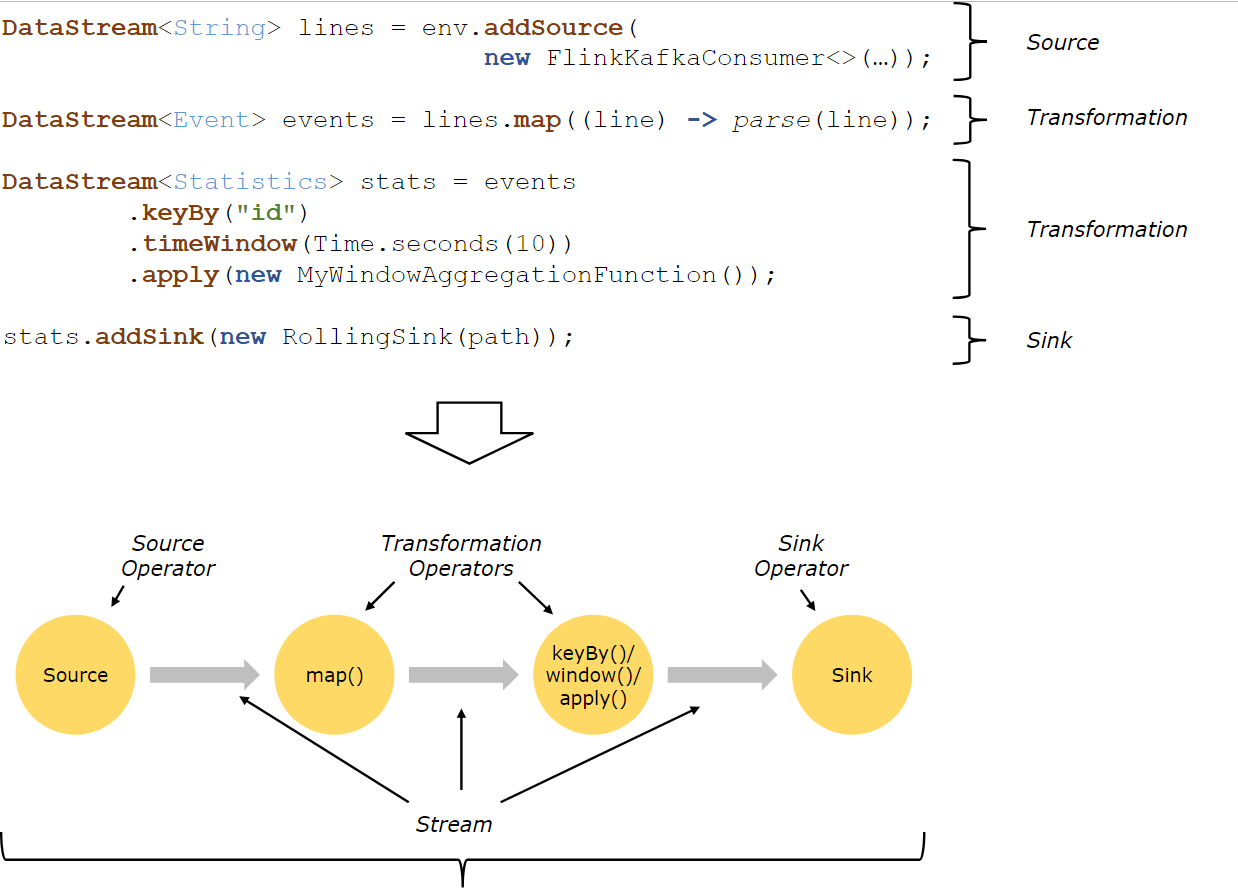 DataStream<String> lines = env.addSource(
new FlinkKafkaConsumer<>(…));
Source
DataStream<Event> events = lines.map((line) -> parse(line));
Transformation
DataStream<Statistics> stats = events
.keyBy("id")
.timeWindow(Time.seconds(10))
.apply(new MyWindowAggregationFunction());
Transformation
stats.addSink(new RollingSink(path));
Sink
Source
Operator
Transformation
Operators
Sink
Operator
Source
map()
keyBy()/
window()/
apply()
Sink
Stream